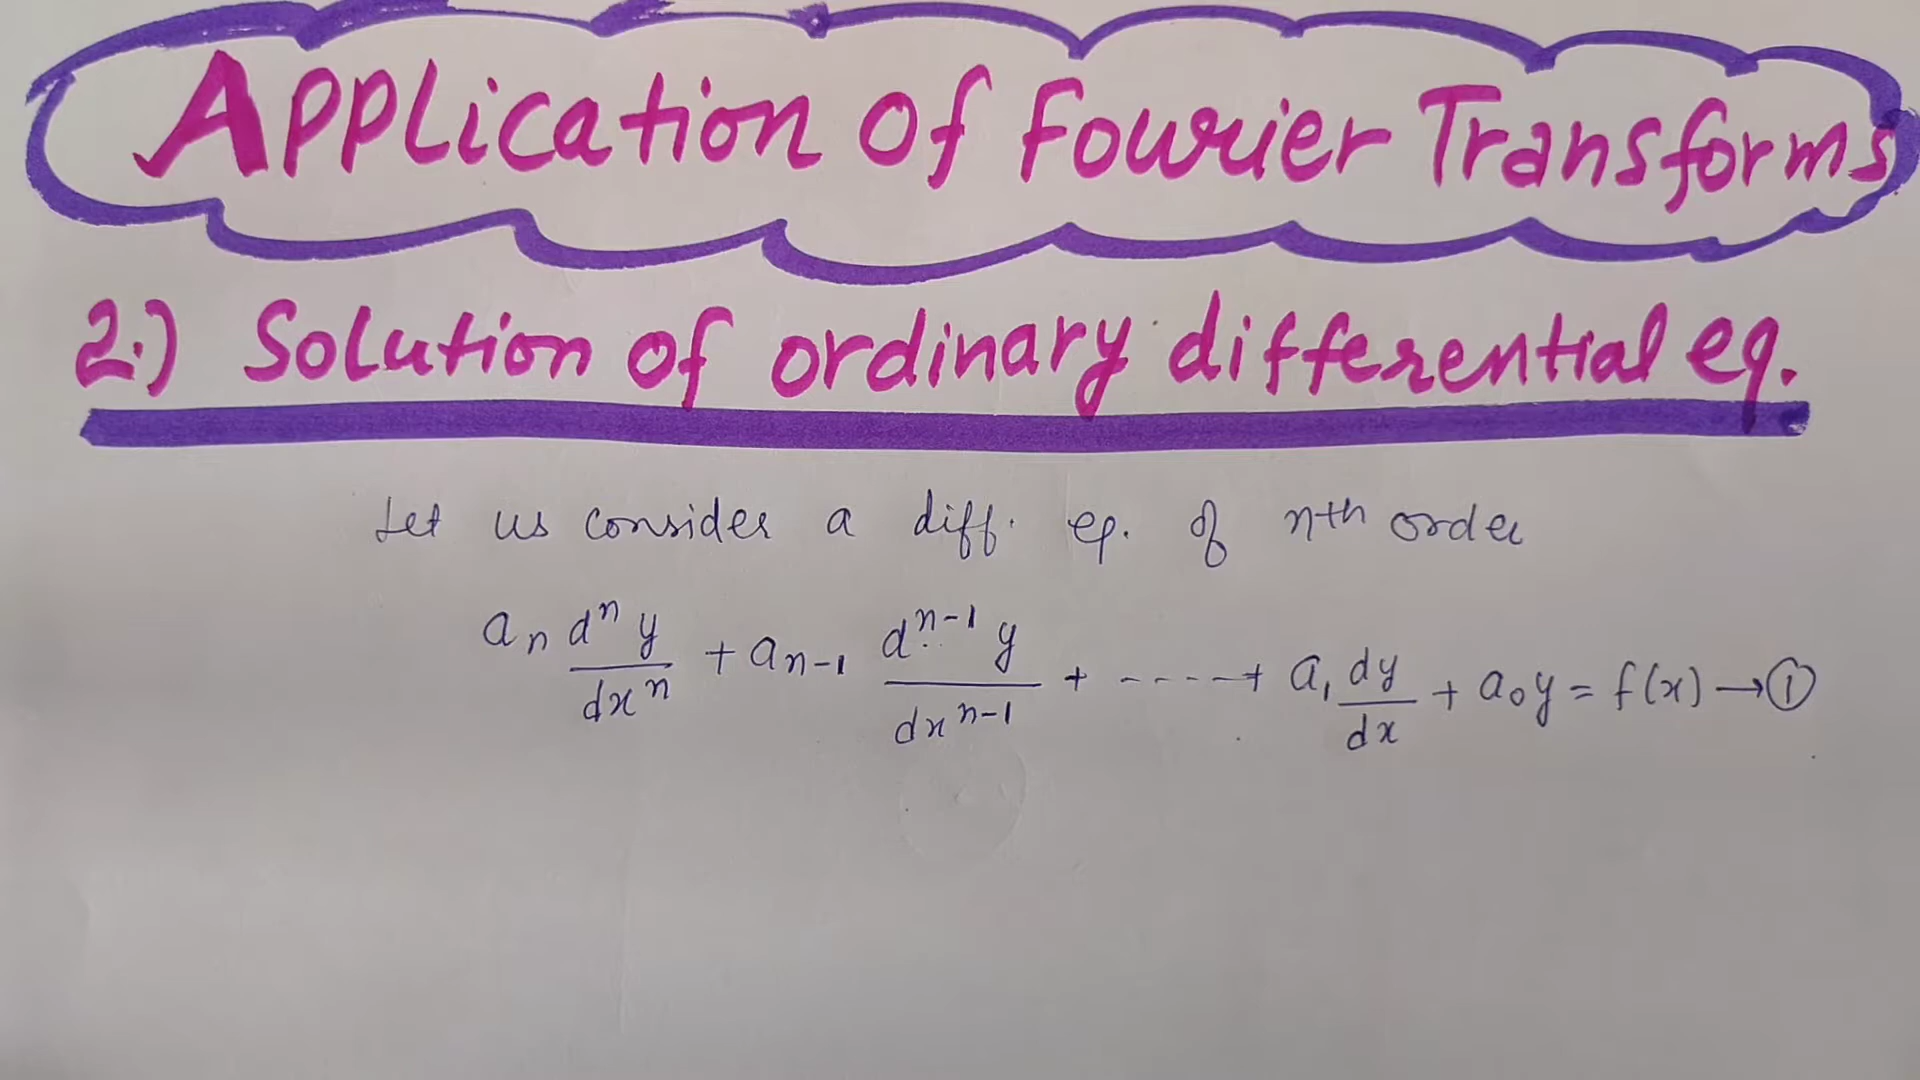 Application Of Fourier Transforms
2.) Solution of ordinary differential eq.
Let us consider a diff. eq. of nth order
aₙ dⁿy/dxⁿ + aₙ₋₁ dⁿ⁻¹y/dxⁿ⁻¹ + -----+ a₁ dy/dx + a₀y = f(x) → ①